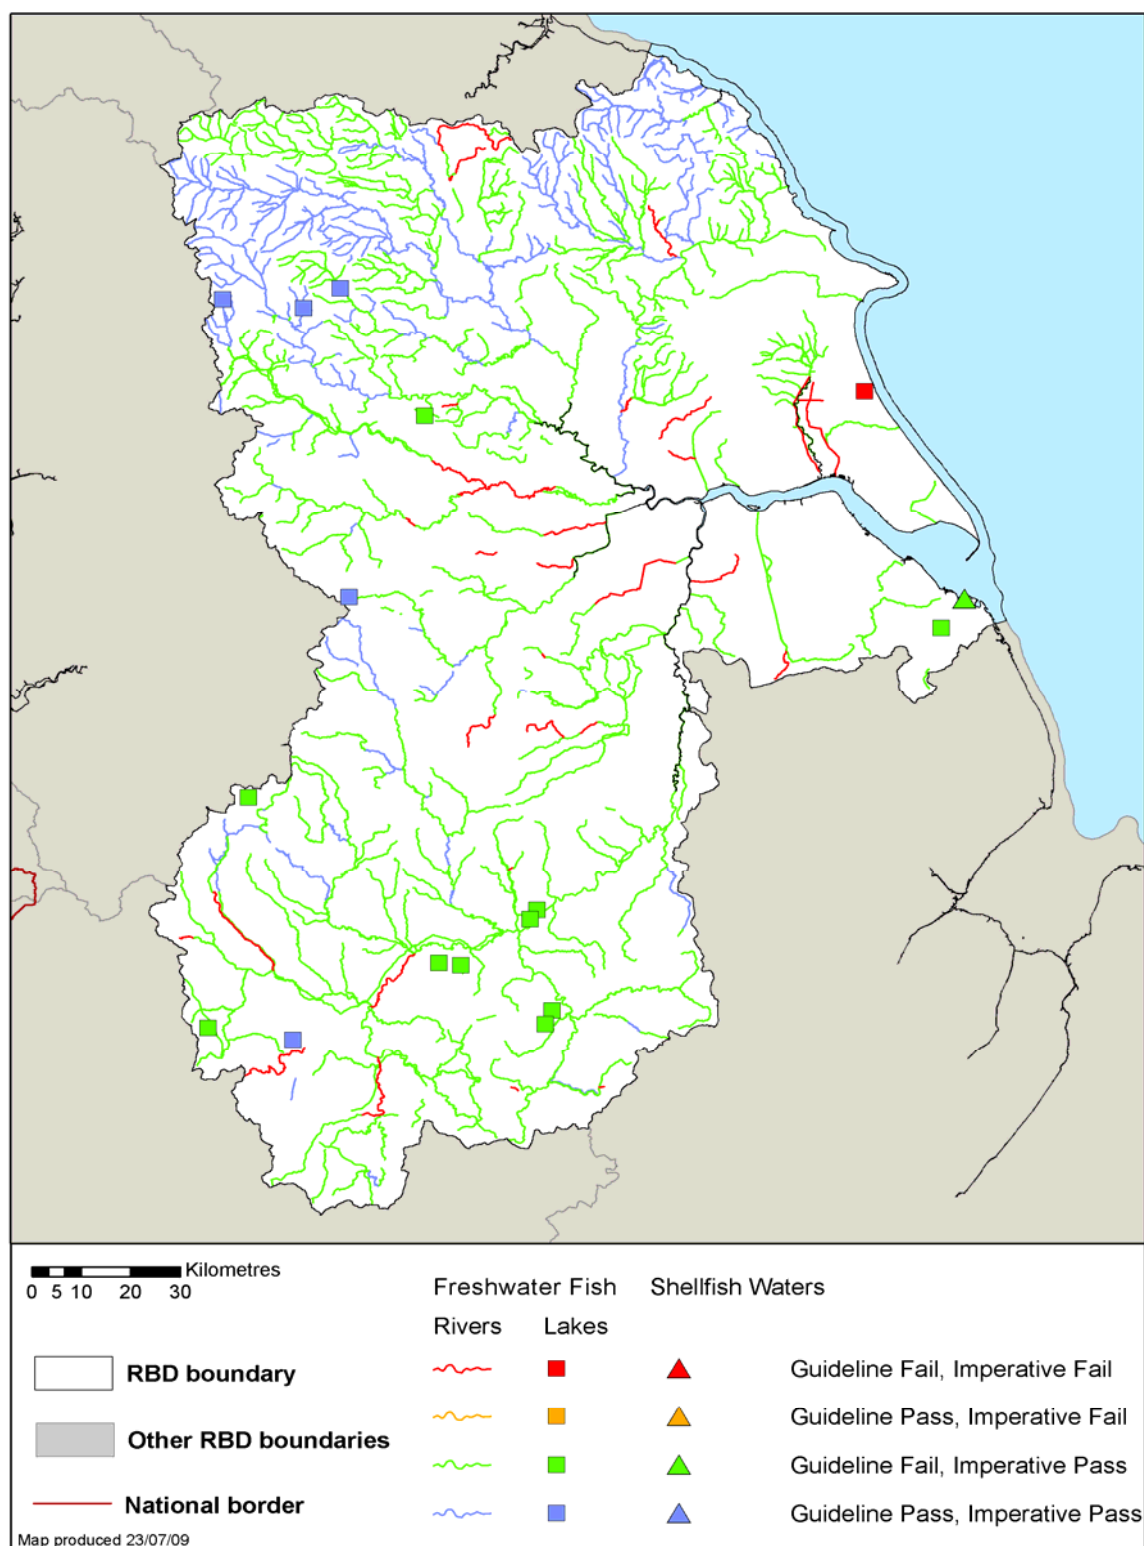 Kilometres
0 5 10 20 30
Freshwater Fish Shellfish Waters
Rivers Lakes
RBD boundary
Guideline Fail, Imperative Fail
Guideline Pass, Imperative Fail
Other RBD boundaries
Guideline Fail, Imperative Pass
National border
Guideline Pass, Imperative Pass
Map produced 23/07/09